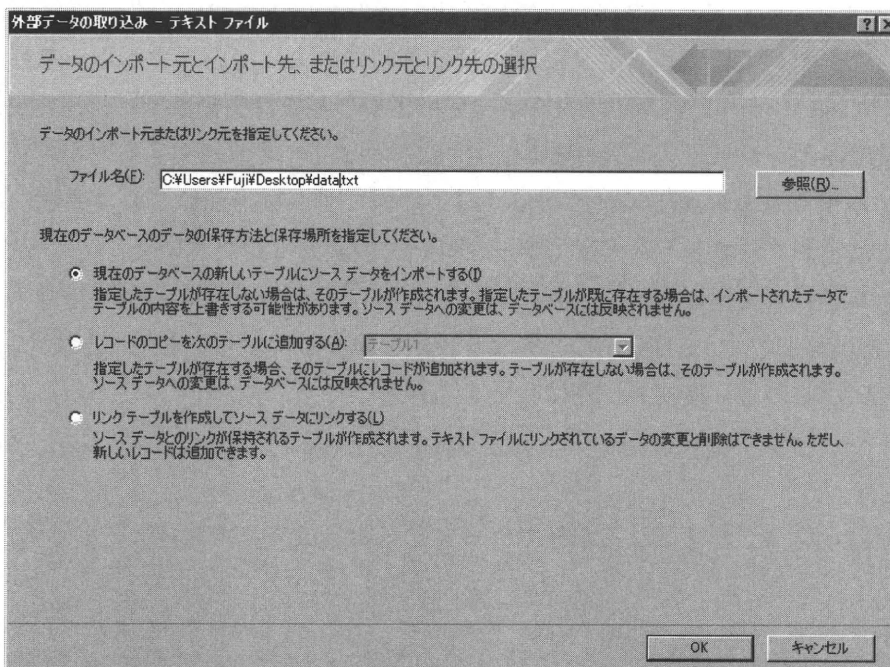 外部データの取り込み - テキスト ファイル
データのインポート元とインポート先、またはリンク元とリンク先の選択
データのインポート元またはリンク元を指定してください。
ファイル名(F): C:¥Users¥Fuji¥Desktop¥data.txt
参照(R)...
現在のデータベースのデータの保存方法と保存場所を指定してください。
現在のデータベースの新しいテーブルにソース データをインポートする(I)
指定したテーブルが存在しない場合は、そのテーブルが作成されます。指定したテーブルが既に存在する場合は、インポートされたデータで
テーブルの内容を上書きする可能性があります。ソース データへの変更は、データベースには反映されません。
レコードのコピーを次のテーブルに追加する(A): テーブル1
指定したテーブルが存在する場合、そのテーブルにレコードが追加されます。テーブルが存在しない場合は、そのテーブルが作成されます。
ソース データへの変更は、データベースには反映されません。
リンク テーブルを作成してソース データにリンクする(L)
ソース データとのリンクが保持されるテーブルが作成されます。テキスト ファイルにリンクされているデータの変更と削除はできません。ただし、
新しいレコードは追加できます。
OK
キャンセル